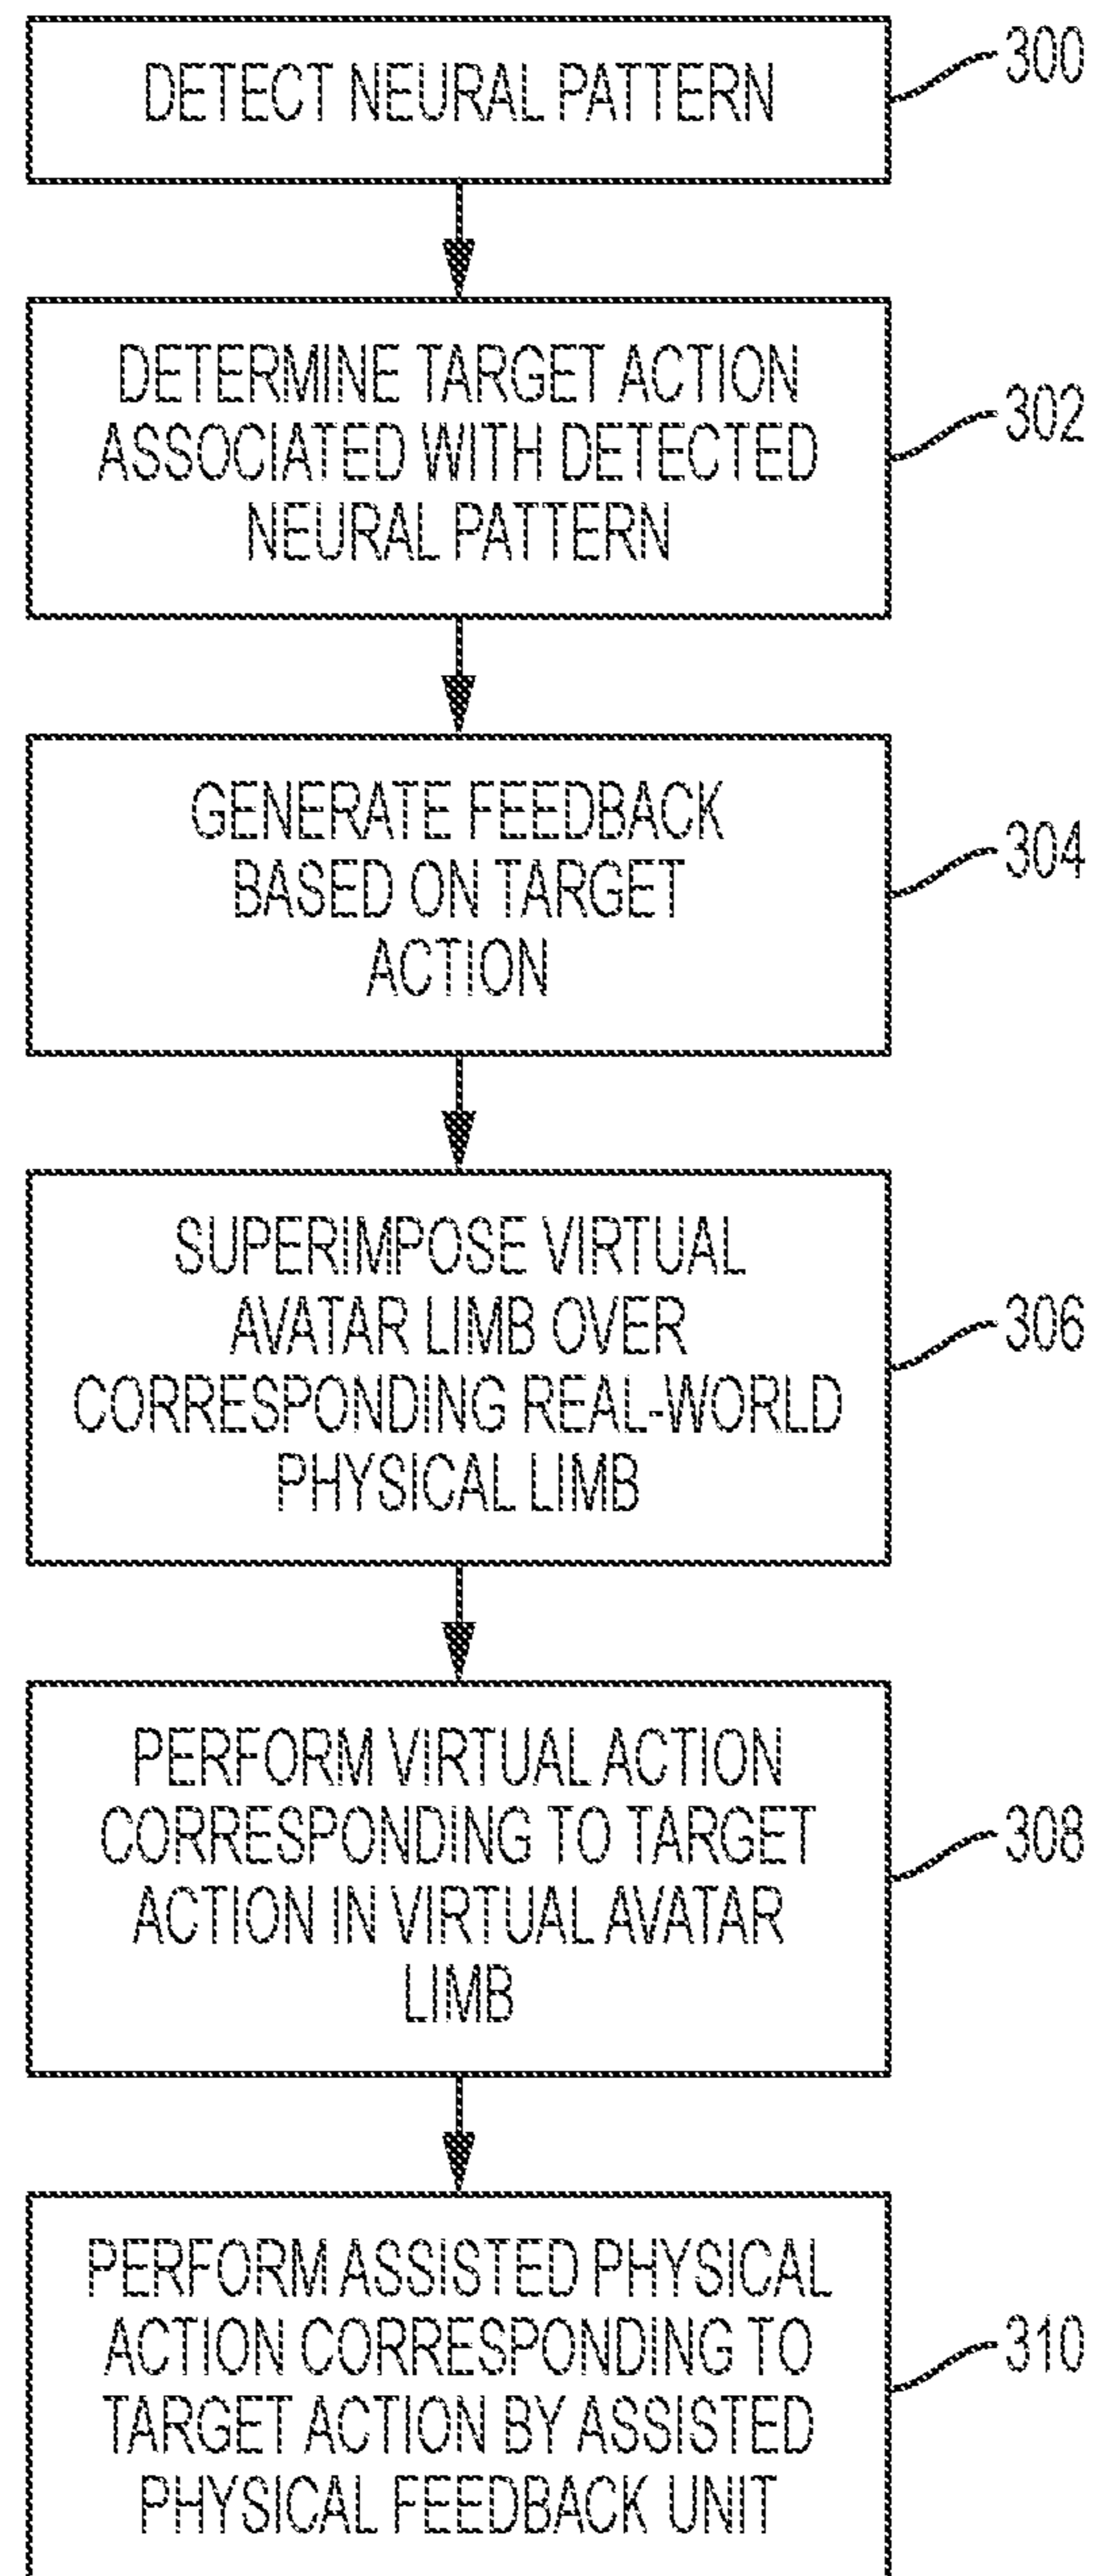 DETECT NEURAL PATTERN
300
DETERMINE TARGET ACTION
ASSOCIATED WITH DETECTED
NEURAL PATTERN
302
GENERATE FEEDBACK
BASED ON TARGET
ACTION
304
SUPERIMPOSE VIRTUAL
AVATAR LIMB OVER
CORRESPONDING REAL-WORLD
PHYSICAL LIMB
306
PERFORM VIRTUAL ACTION
CORRESPONDING TO TARGET
ACTION IN VIRTUAL AVATAR
LIMB
308
PERFORM ASSISTED PHYSICAL
ACTION CORRESPONDING TO
TARGET ACTION BY ASSISTED
PHYSICAL FEEDBACK UNIT
310